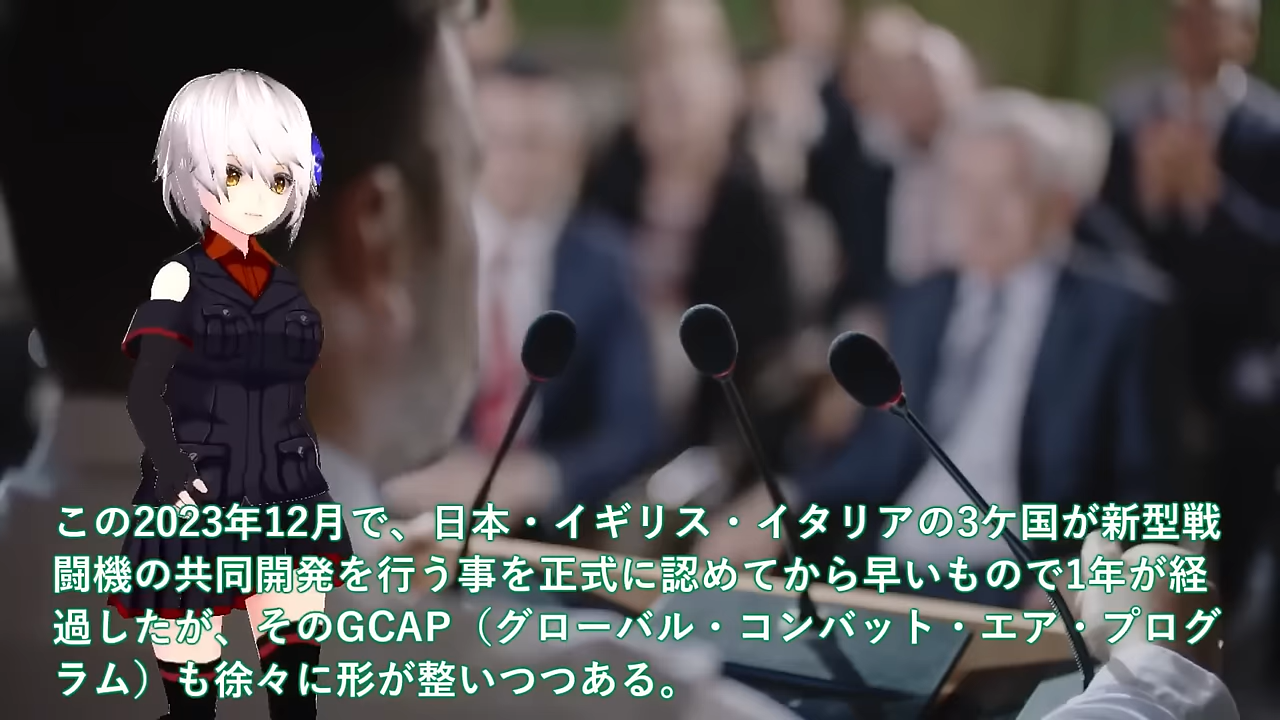 この2023年12月で、日本・イギリス・イタリアの3ケ国が新型戦
闘機の共同開発を行う事を正式に認めてから早いもので1年が経
過したが、そのGCAP（グローバル・コンバット・エア・プログ
ラム）も徐々に形が整いつつある。